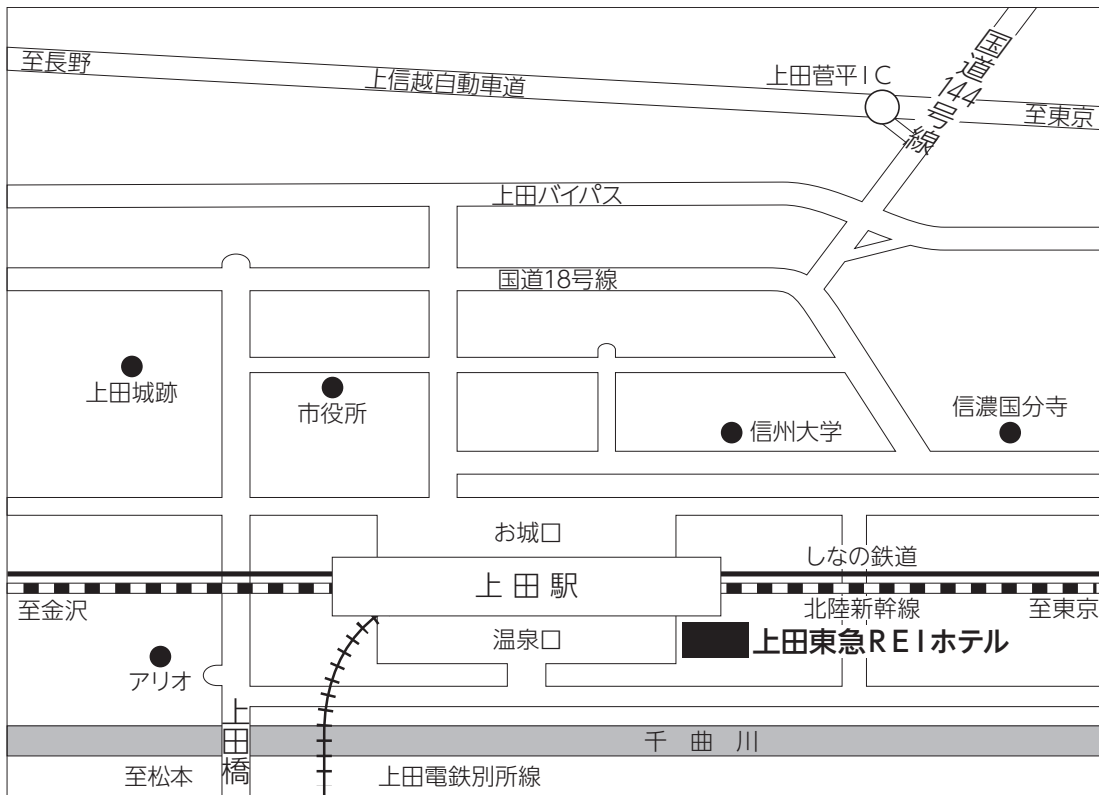 至長野
上信越自動車道
上田菅平IC
国道144号線
至東京
上田バイパス
国道18号線
上田城跡
市役所
信州大学
信濃国分寺
お城口
しなの鉄道
上田駅
至金沢
北陸新幹線
至東京
温泉口
上田東急REIホテル
アリオ
上田橋
千曲川
至松本
上田電鉄別所線